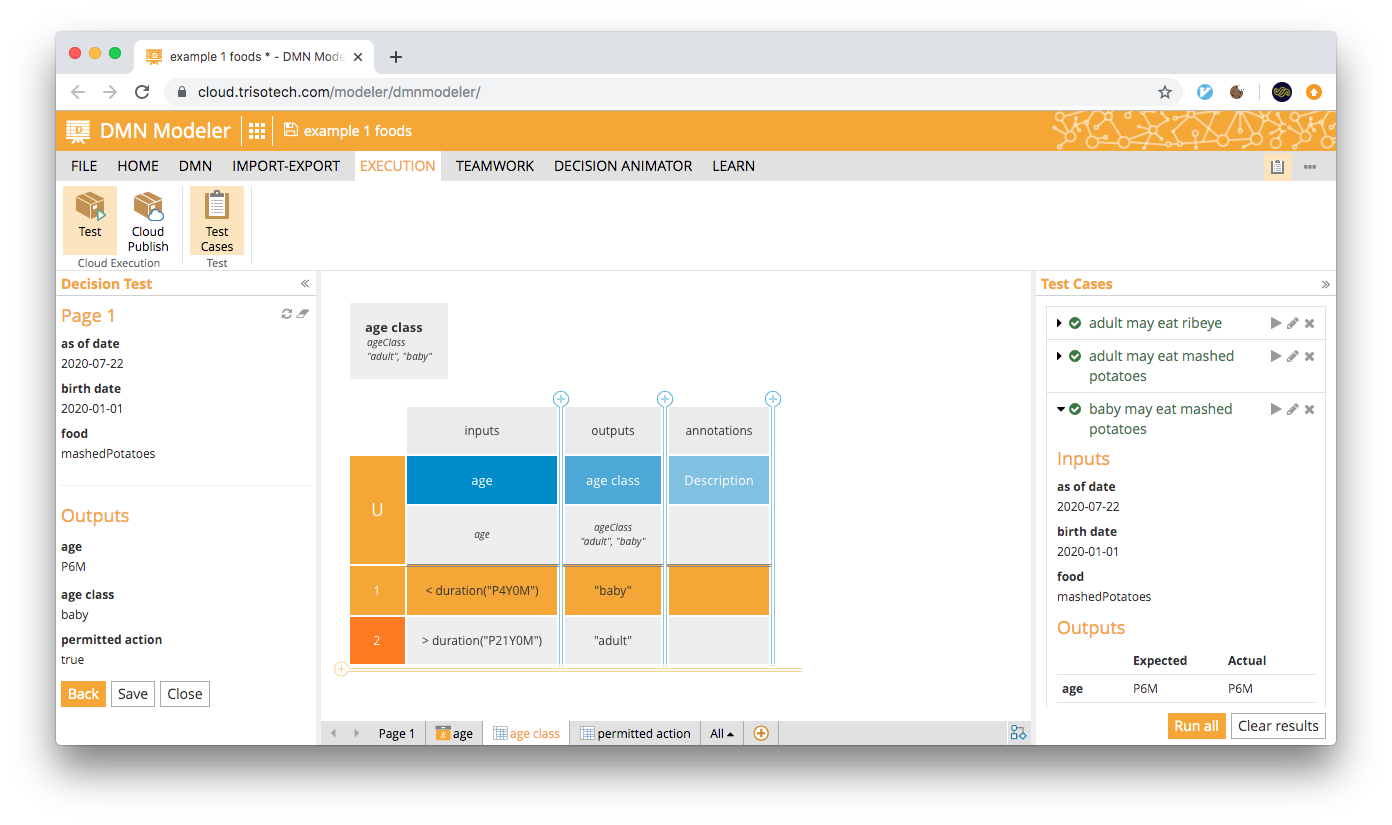 example 1 foods * - DMN Mode
cloud.trisotech.com/modeler/dmnmodeler/
D
DMN Modeler
example 1 foods
FILE
HOME
DMN
IMPORT-EXPORT
EXECUTION
TEAMWORK
DECISION ANIMATOR
LEARN
Test
Cloud
Publish
Cloud Execution
Test
Cases
Test
Decision Test
«
Page 1
as of date
2020-07-22
birth date
2020-01-01
food
mashedPotatoes
Outputs
age
P6M
age class
baby
permitted action
true
Back
Save
Close
age class
ageClass
"adult", "baby"
inputs
outputs
annotations
U
age
age class
Description
age
ageClass
"adult", "baby"
1
< duration("P4Y0M")
"baby"
2
> duration("P21Y0M")
"adult"
Page 1
age
age class
permitted action
All
Test Cases
»
adult may eat ribeye
adult may eat mashed
potatoes
baby may eat mashed
potatoes
Inputs
as of date
2020-07-22
birth date
2020-01-01
food
mashedPotatoes
Outputs
Expected
Actual
age
P6M
P6M
Run all
Clear results